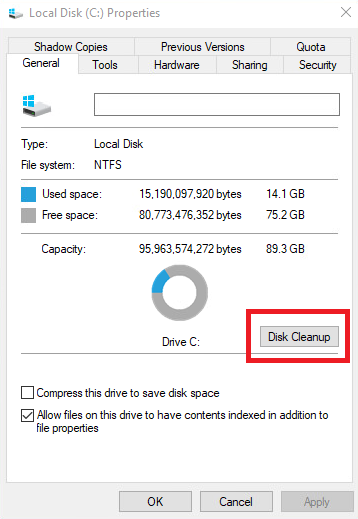 Local Disk (C:) Properties
Shadow Copies Previous Versions Quota
General Tools Hardware Sharing Security
Type: Local Disk
File system: NTFS
Used space: 15,190,097,920 bytes 14.1 GB
Free space: 80,773,476,352 bytes 75.2 GB
Capacity: 95,963,574,272 bytes 89.3 GB
Drive C: Disk Cleanup
Compress this drive to save disk space
Allow files on this drive to have contents indexed in addition to
file properties
OK Cancel Apply